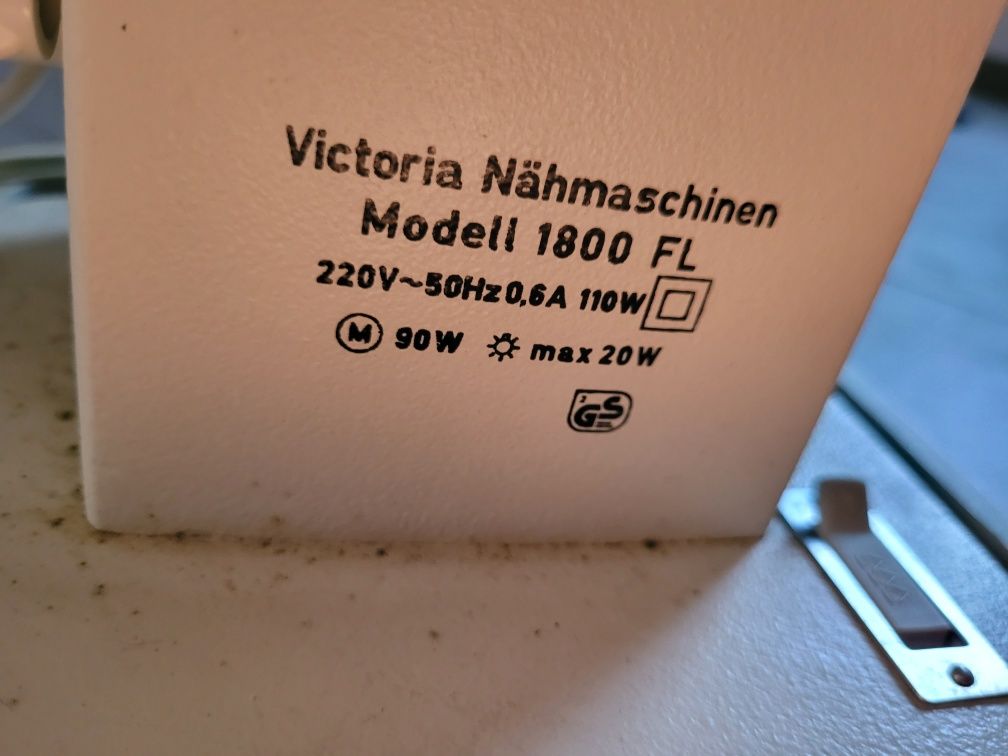 Victoria Nähmaschinen
Modell 1800 FL
220V~50Hz 0,6A 110W
M 90W max 20W
GS